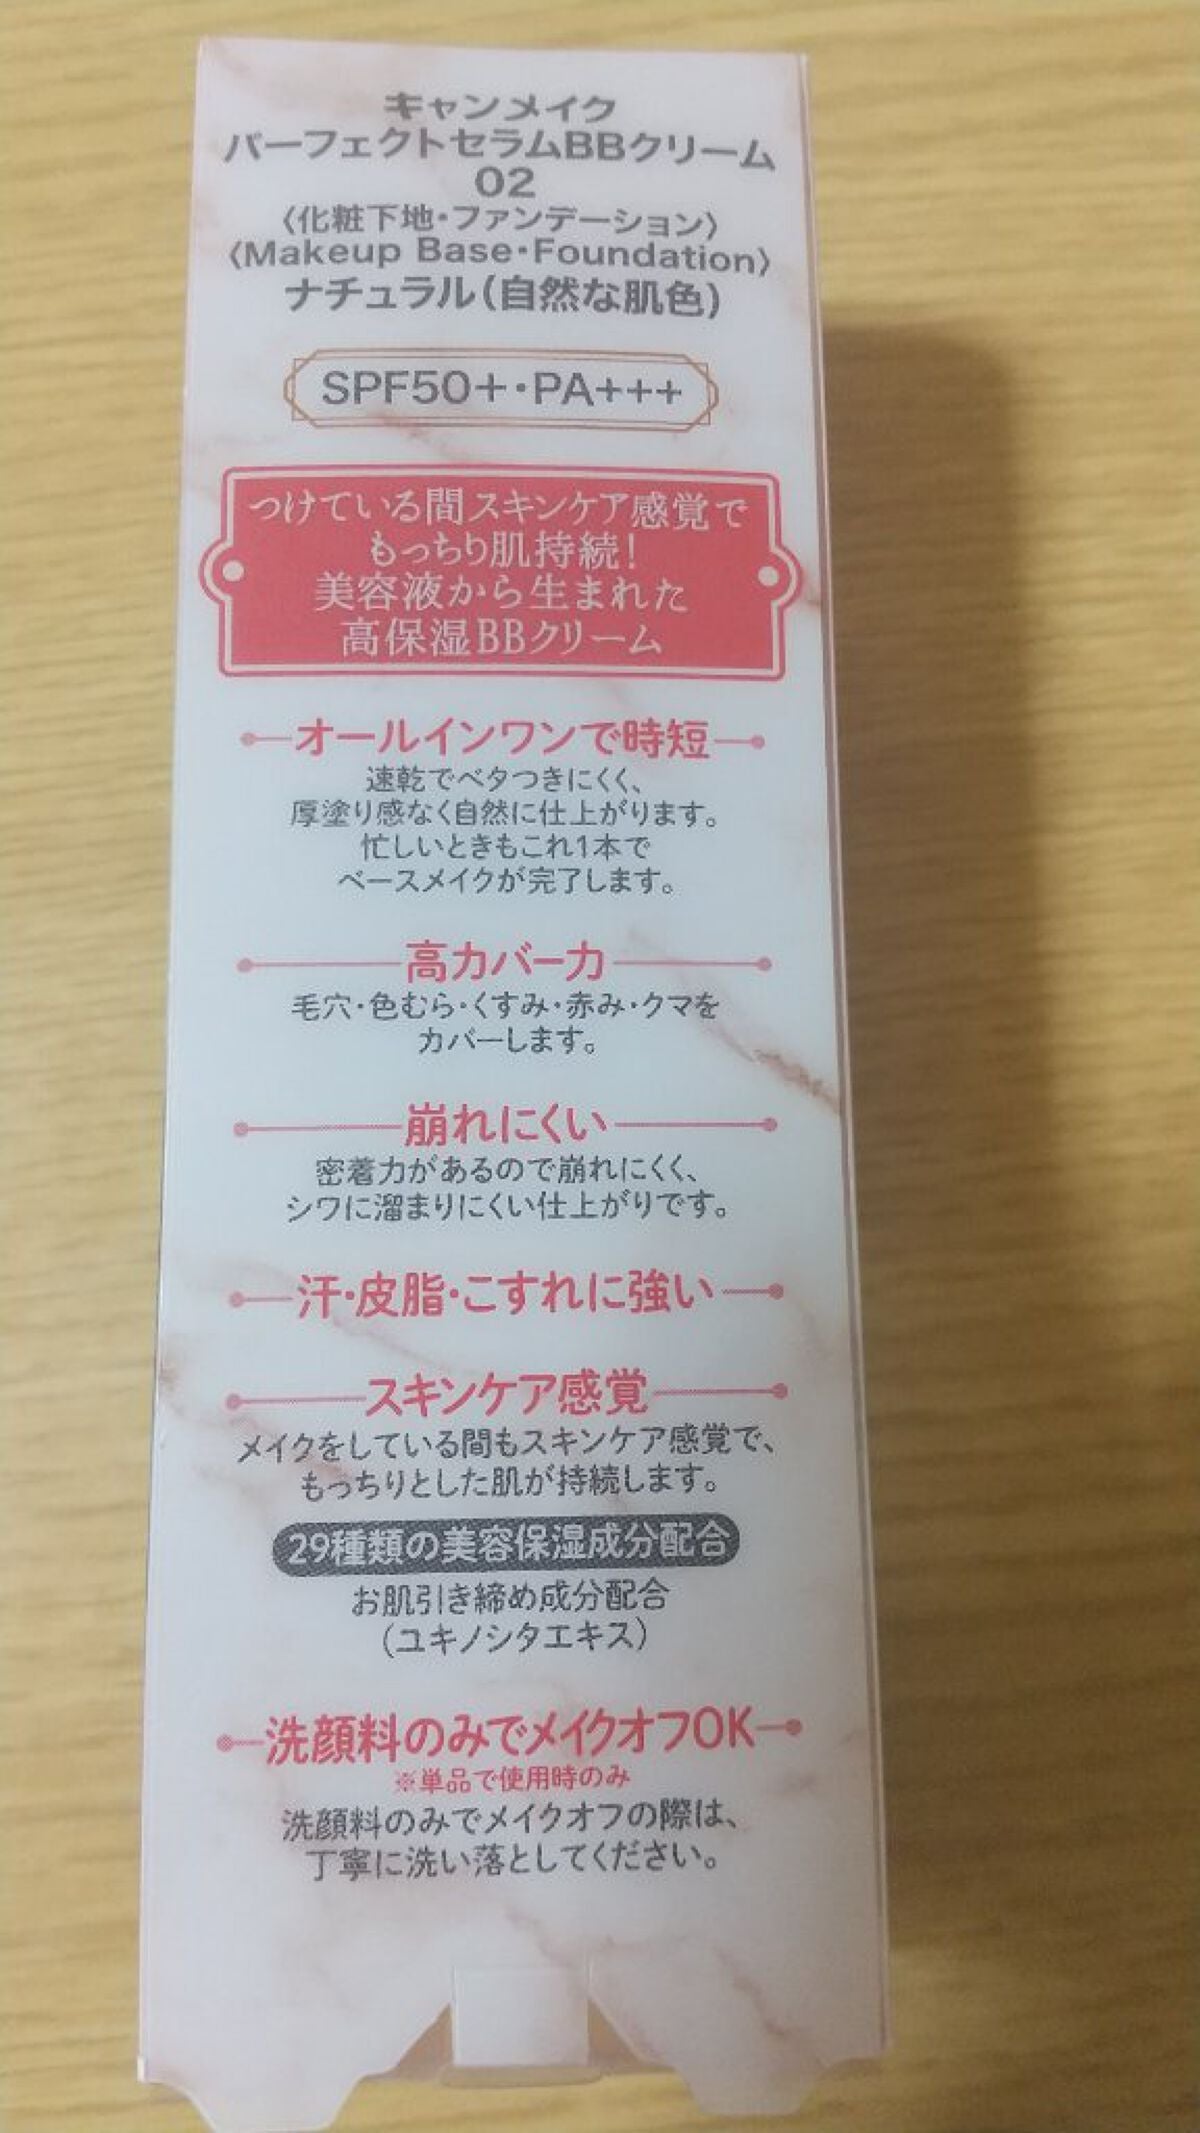 キャンメイク
パーフェクトセラムBBクリーム
02
〈化粧下地・ファンデーション〉
〈Makeup Base・Foundation〉
ナチュラル(自然な肌色)
SPF50+・PA+++
つけている間スキンケア感覚で
もっちり肌持続!
美容液から生まれた
高保湿BBクリーム
オールインワンで時短
速乾でベタつきにくく、
厚塗り感なく自然に仕上がります。
忙しいときもこれ1本で
ベースメイクが完了します。
高カバー力
毛穴・色むら・くすみ・赤み・クマを
カバーします。
崩れにくい
密着力があるので崩れにくく、
シワに溜まりにくい仕上がりです。
汗・皮脂・こすれに強い
スキンケア感覚
メイクをしている間もスキンケア感覚で、
もっちりとした肌が持続します。
29種類の美容保湿成分配合
お肌引き締め成分配合
(ユキノシタエキス)
洗顔料のみでメイクオフOK
※単品で使用時のみ
洗顔料のみでメイクオフの際は、
丁寧に洗い落としてください。